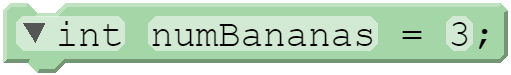 int numBananas = 3;